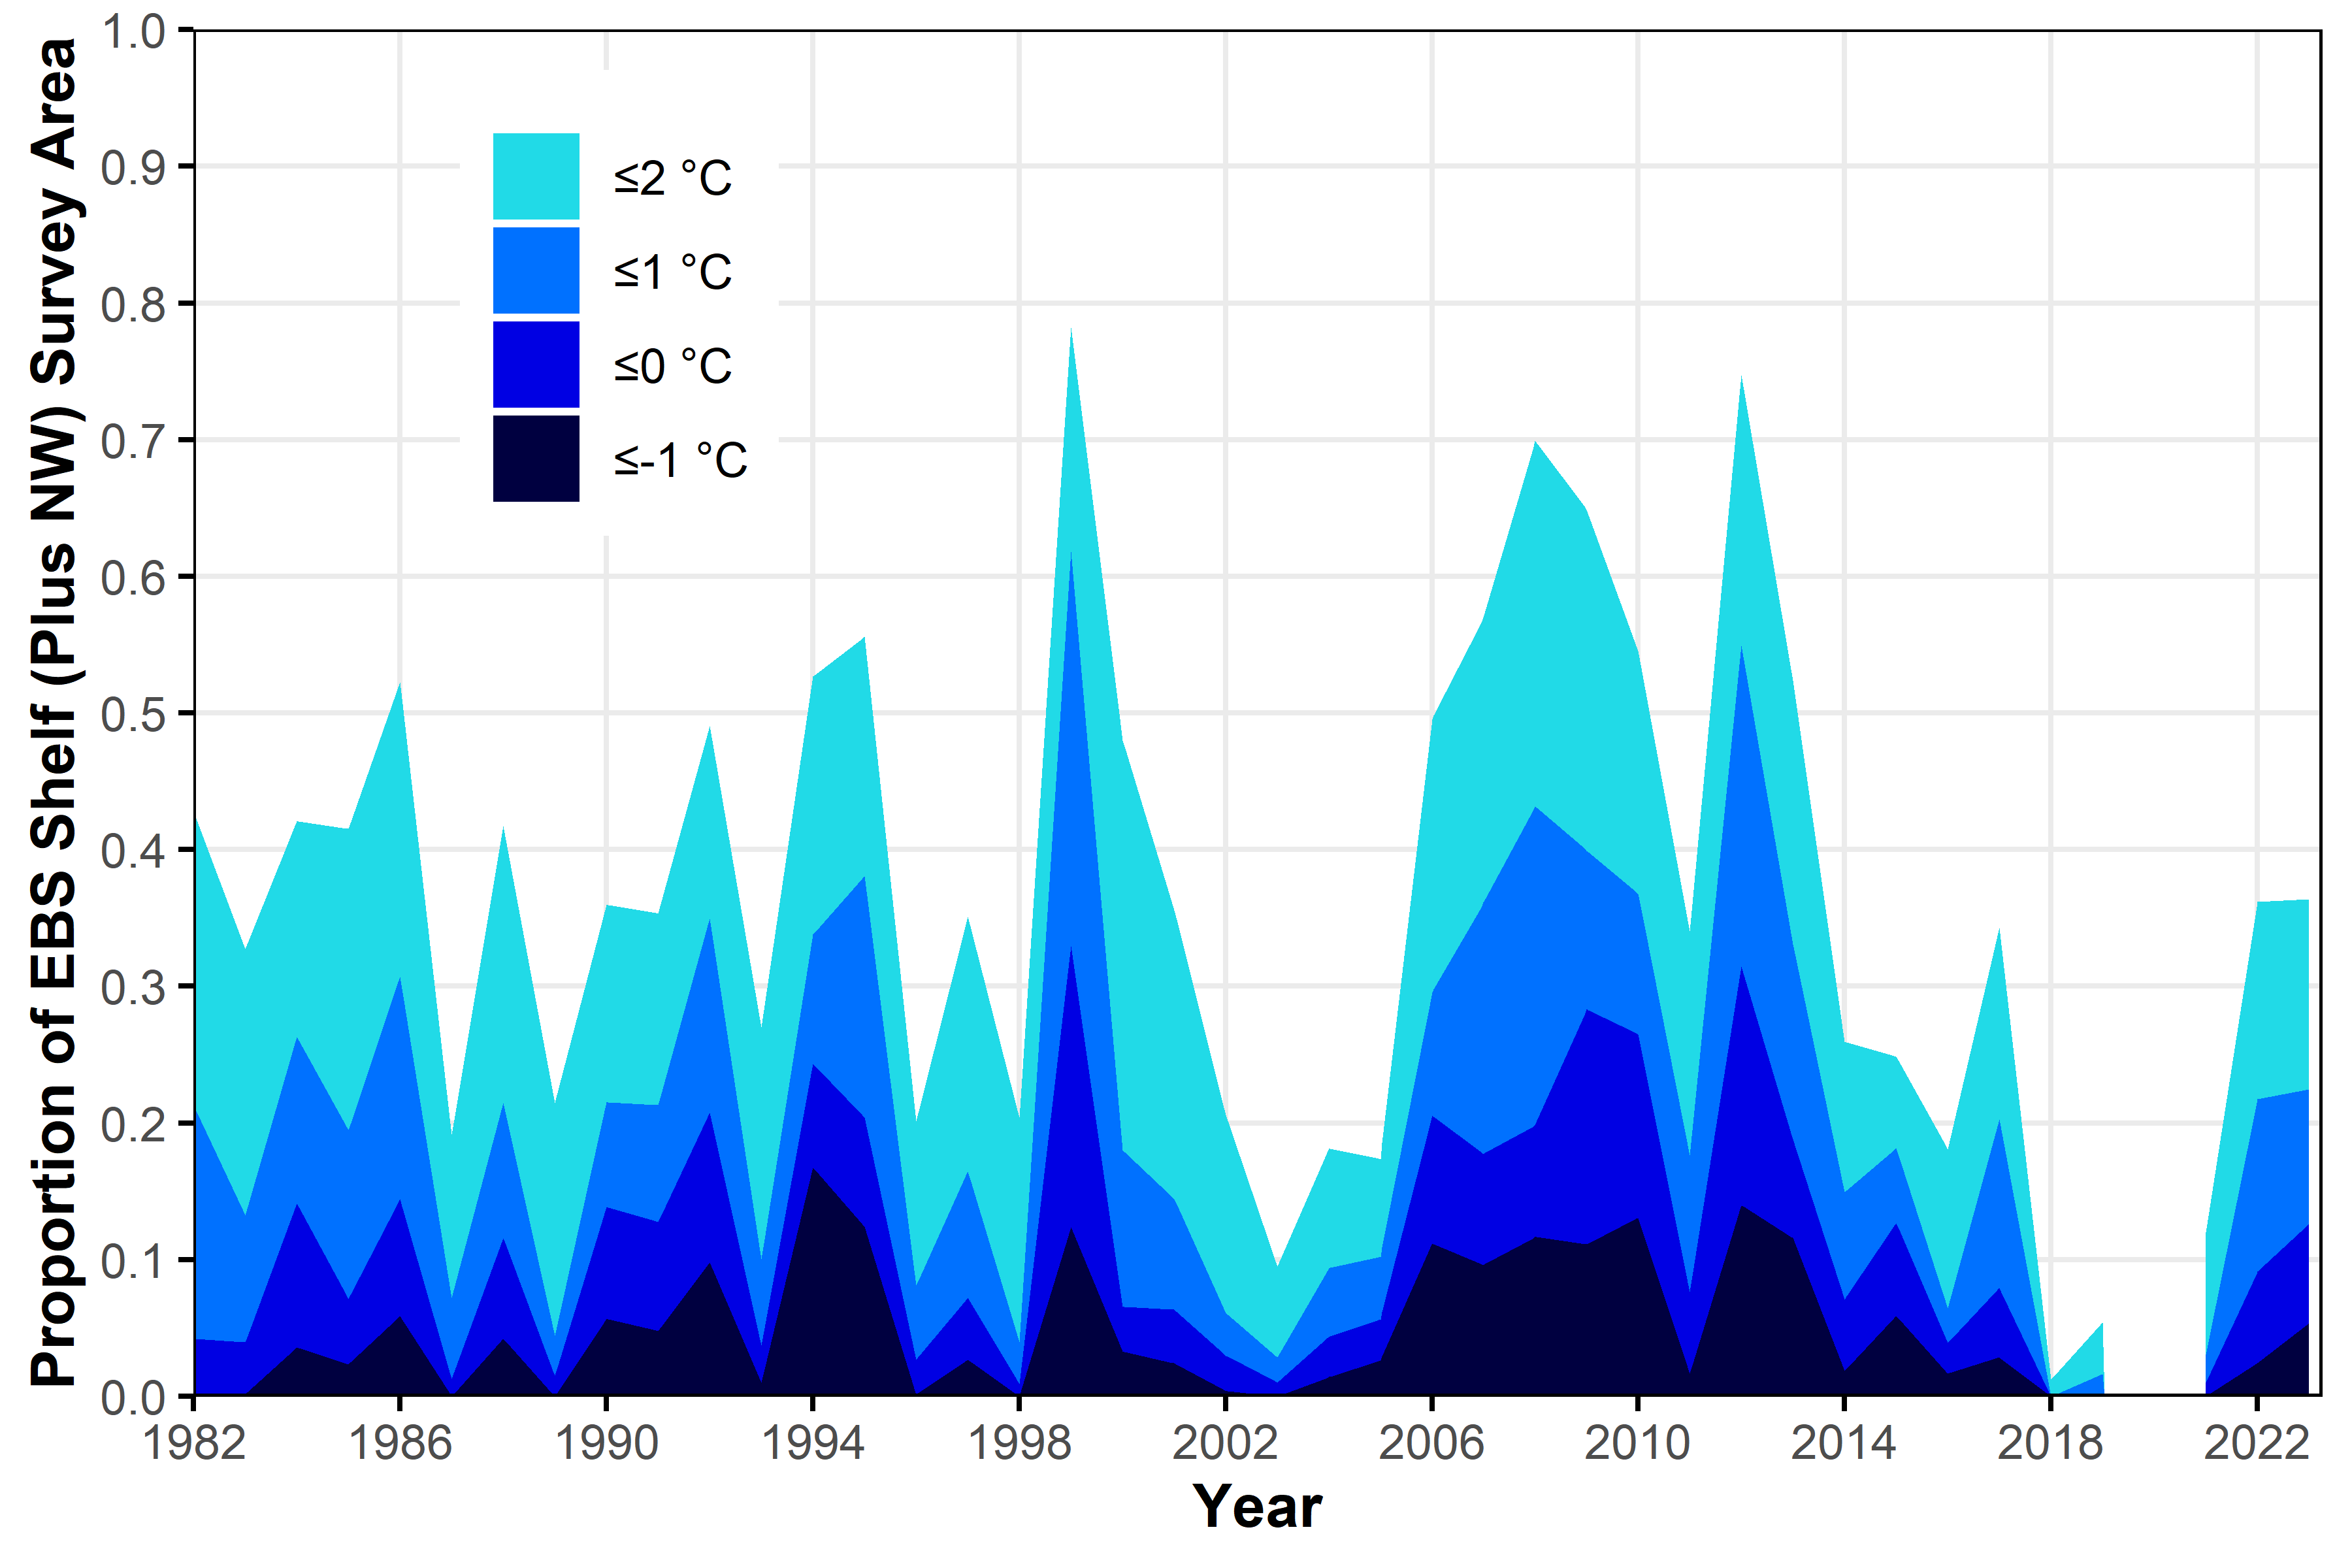 Proportion of EBS Shelf (Plus NW) Survey Area
1.0
0.9
0.8
0.7
0.6
0.5
0.4
0.3
0.2
0.1
0.0
≤2 °C
≤1 °C
≤0 °C
≤-1 °C
1982 1986 1990 1994 1998 2002 2006 2010 2014 2018 2022
Year